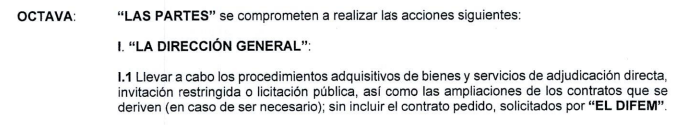 OCTAVA: "LAS PARTES" se comprometen a realizar las acciones siguientes:
I. "LA DIRECCIÓN GENERAL":
I.1 Llevar a cabo los procedimientos adquisitivos de bienes y servicios de adjudicación directa,
invitación restringida o licitación pública, así como las ampliaciones de los contratos que se
deriven (en caso de ser necesario); sin incluir el contrato pedido, solicitados por "EL DIFEM".